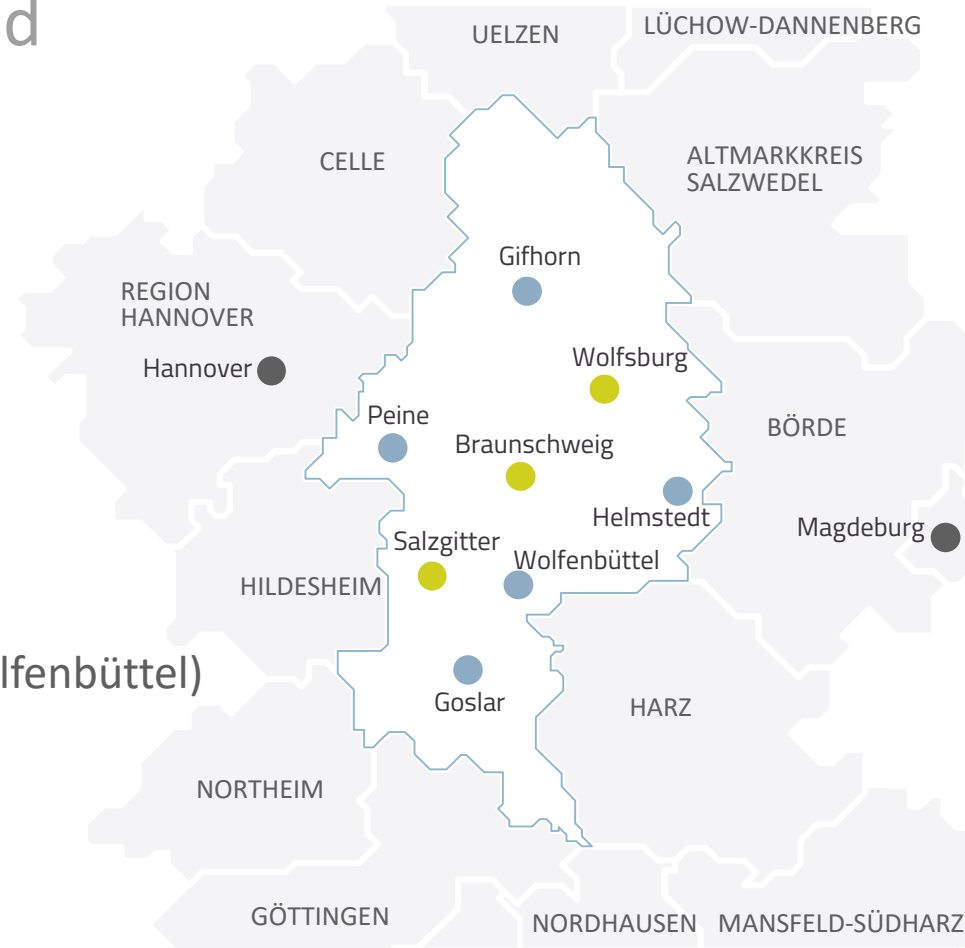 d
UELZEN
LÜCHOW-DANNENBERG
CELLE
ALTMARKKREIS
SALZWEDEL
Gifhorn
REGION
HANNOVER
Hannover
Wolfsburg
Peine
Braunschweig
BÖRDE
Helmstedt
Magdeburg
Salzgitter
Wolfenbüttel
HILDESHEIM
lfenbüttel)
Goslar
HARZ
NORTHEIM
GÖTTINGEN
NORDHAUSEN
MANSFELD-SÜDHARZ